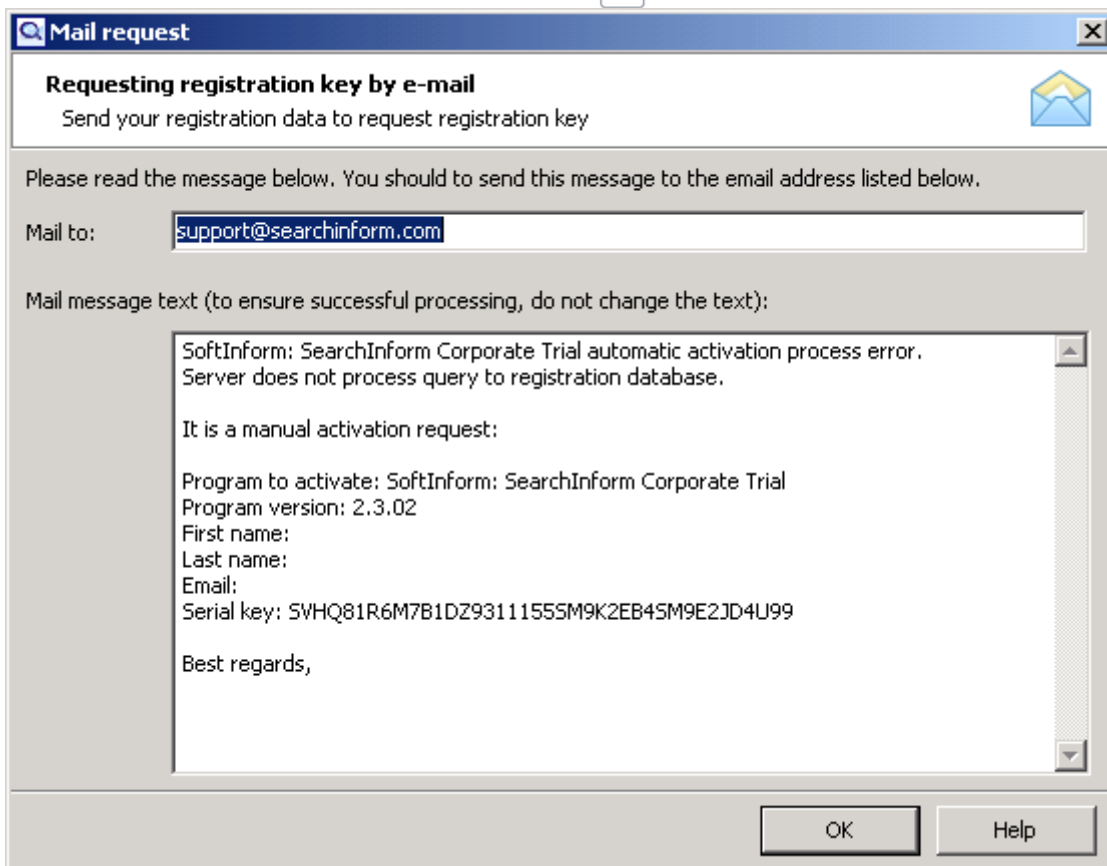 Mail request
Requesting registration key by e-mail
Send your registration data to request registration key
Please read the message below. You should to send this message to the email address listed below.
Mail to:
support@searchinform.com
Mail message text (to ensure successful processing, do not change the text):
SoftInform: SearchInform Corporate Trial automatic activation process error.
Server does not process query to registration database.
It is a manual activation request:
Program to activate: SoftInform: SearchInform Corporate Trial
Program version: 2.3.02
First name:
Last name:
Email:
Serial key: SVHQ81R6M7B1DZ9311155SM9K2EB4SM9E2JD4U99
Best regards,
OK
Help